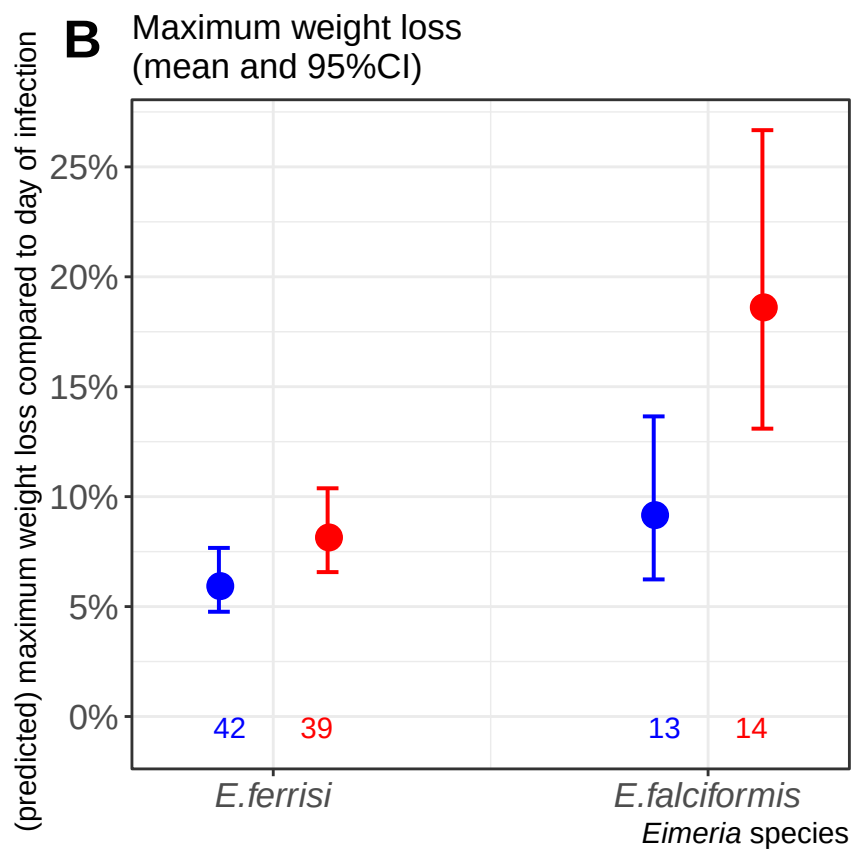 B
Maximum weight loss
(mean and 95%CI)
(predicted) maximum weight loss compared to day of infection
25%
20%
15%
10%
5%
0%
42 39 13 14
E.ferrisi E.falciformis
Eimeria species